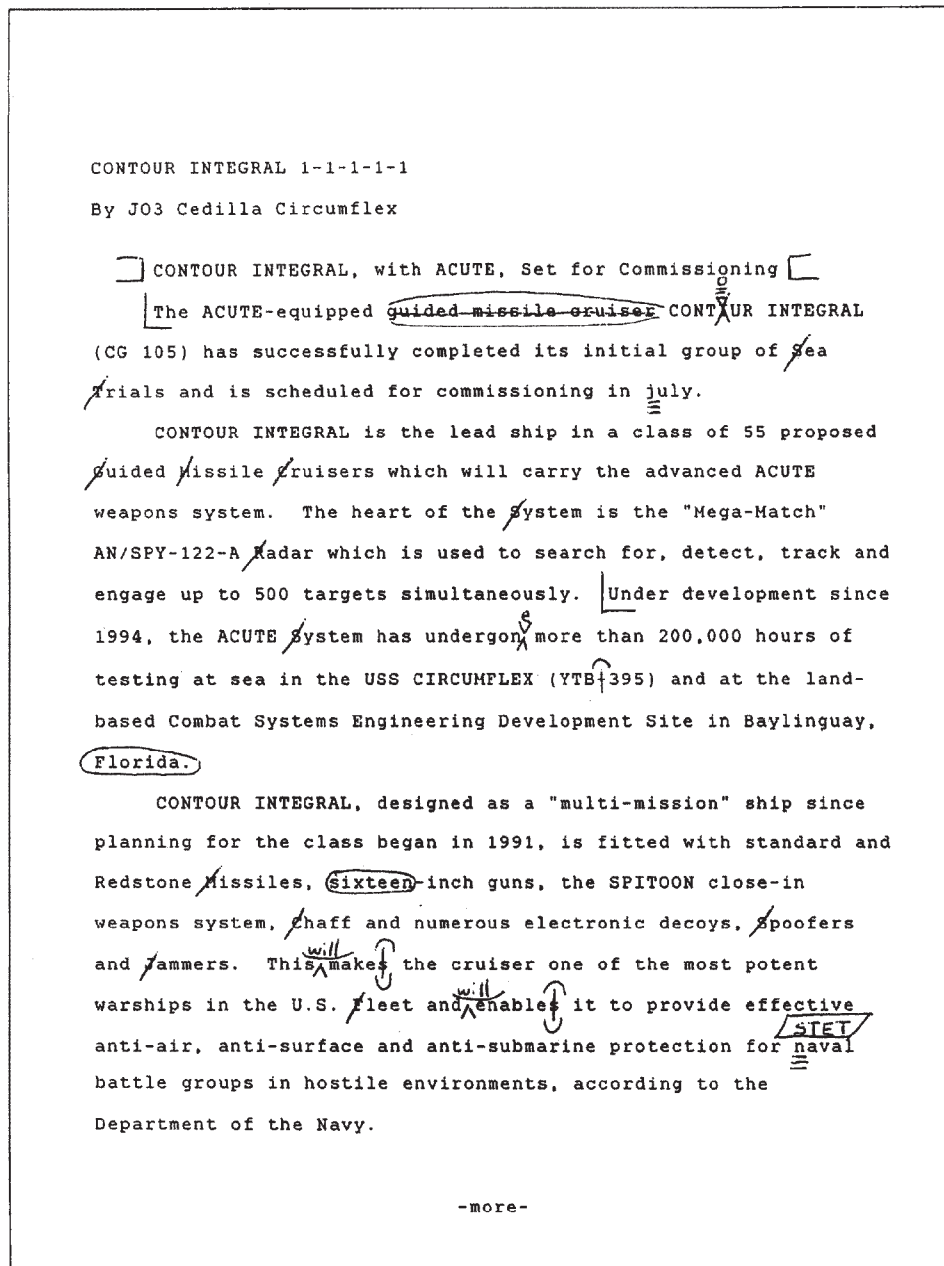 CONTOUR INTEGRAL 1-1-1-1-1
By JO3 Cedilla Circumflex
CONTOUR INTEGRAL, with ACUTE, Set for Commissioning
o
The ACUTE-equipped guided missile cruiser CONTXUR INTEGRAL
(CG 105) has successfully completed its initial group of Sea
Trials and is scheduled for commissioning in july.
CONTOUR INTEGRAL is the lead ship in a class of 55 proposed
Guided Missile Cruisers which will carry the advanced ACUTE
weapons system. The heart of the System is the "Mega-Match"
AN/SPY-122-A Radar which is used to search for, detect, track and
engage up to 500 targets simultaneously. Under development since
e
1994, the ACUTE System has undergon more than 200,000 hours of
testing at sea in the USS CIRCUMFLEX (YTB-395) and at the land-
based Combat Systems Engineering Development Site in Baylinguay,
Florida.
CONTOUR INTEGRAL, designed as a "multi-mission" ship since
planning for the class began in 1991, is fitted with standard and
Redstone Missiles, sixteen-inch guns, the SPITOON close-in
weapons system, Chaff and numerous electronic decoys, Spoofers
will
and Jammers. This makes the cruiser one of the most potent
will
warships in the U.S. Fleet and enables it to provide effective
STET
anti-air, anti-surface and anti-submarine protection for naval
battle groups in hostile environments, according to the
Department of the Navy.
-more-